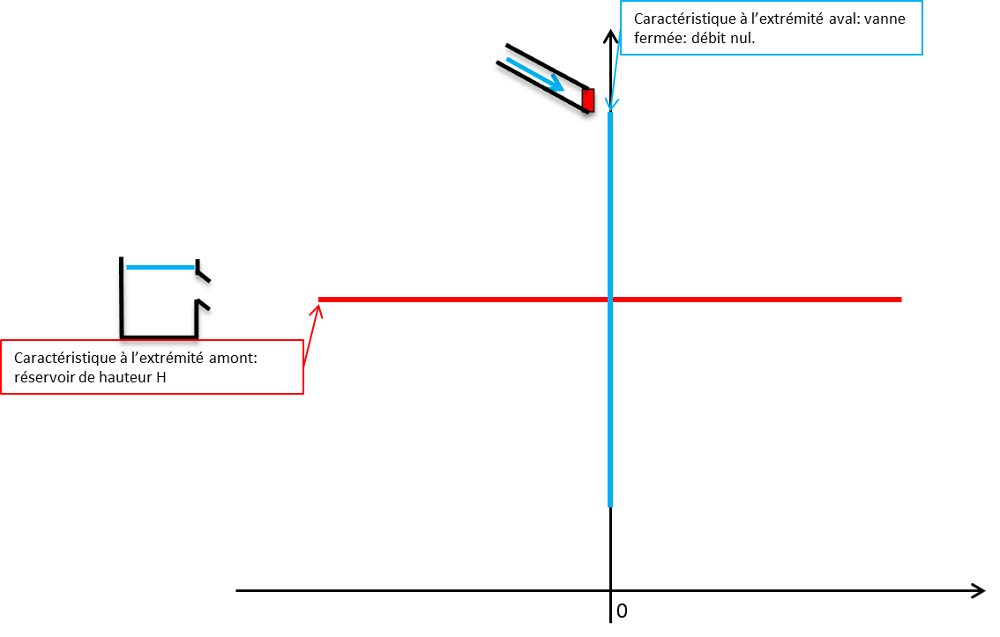 Caractéristique à l’extrémité aval: vanne
fermée: débit nul.
Caractéristique à l’extrémité amont:
réservoir de hauteur H
0